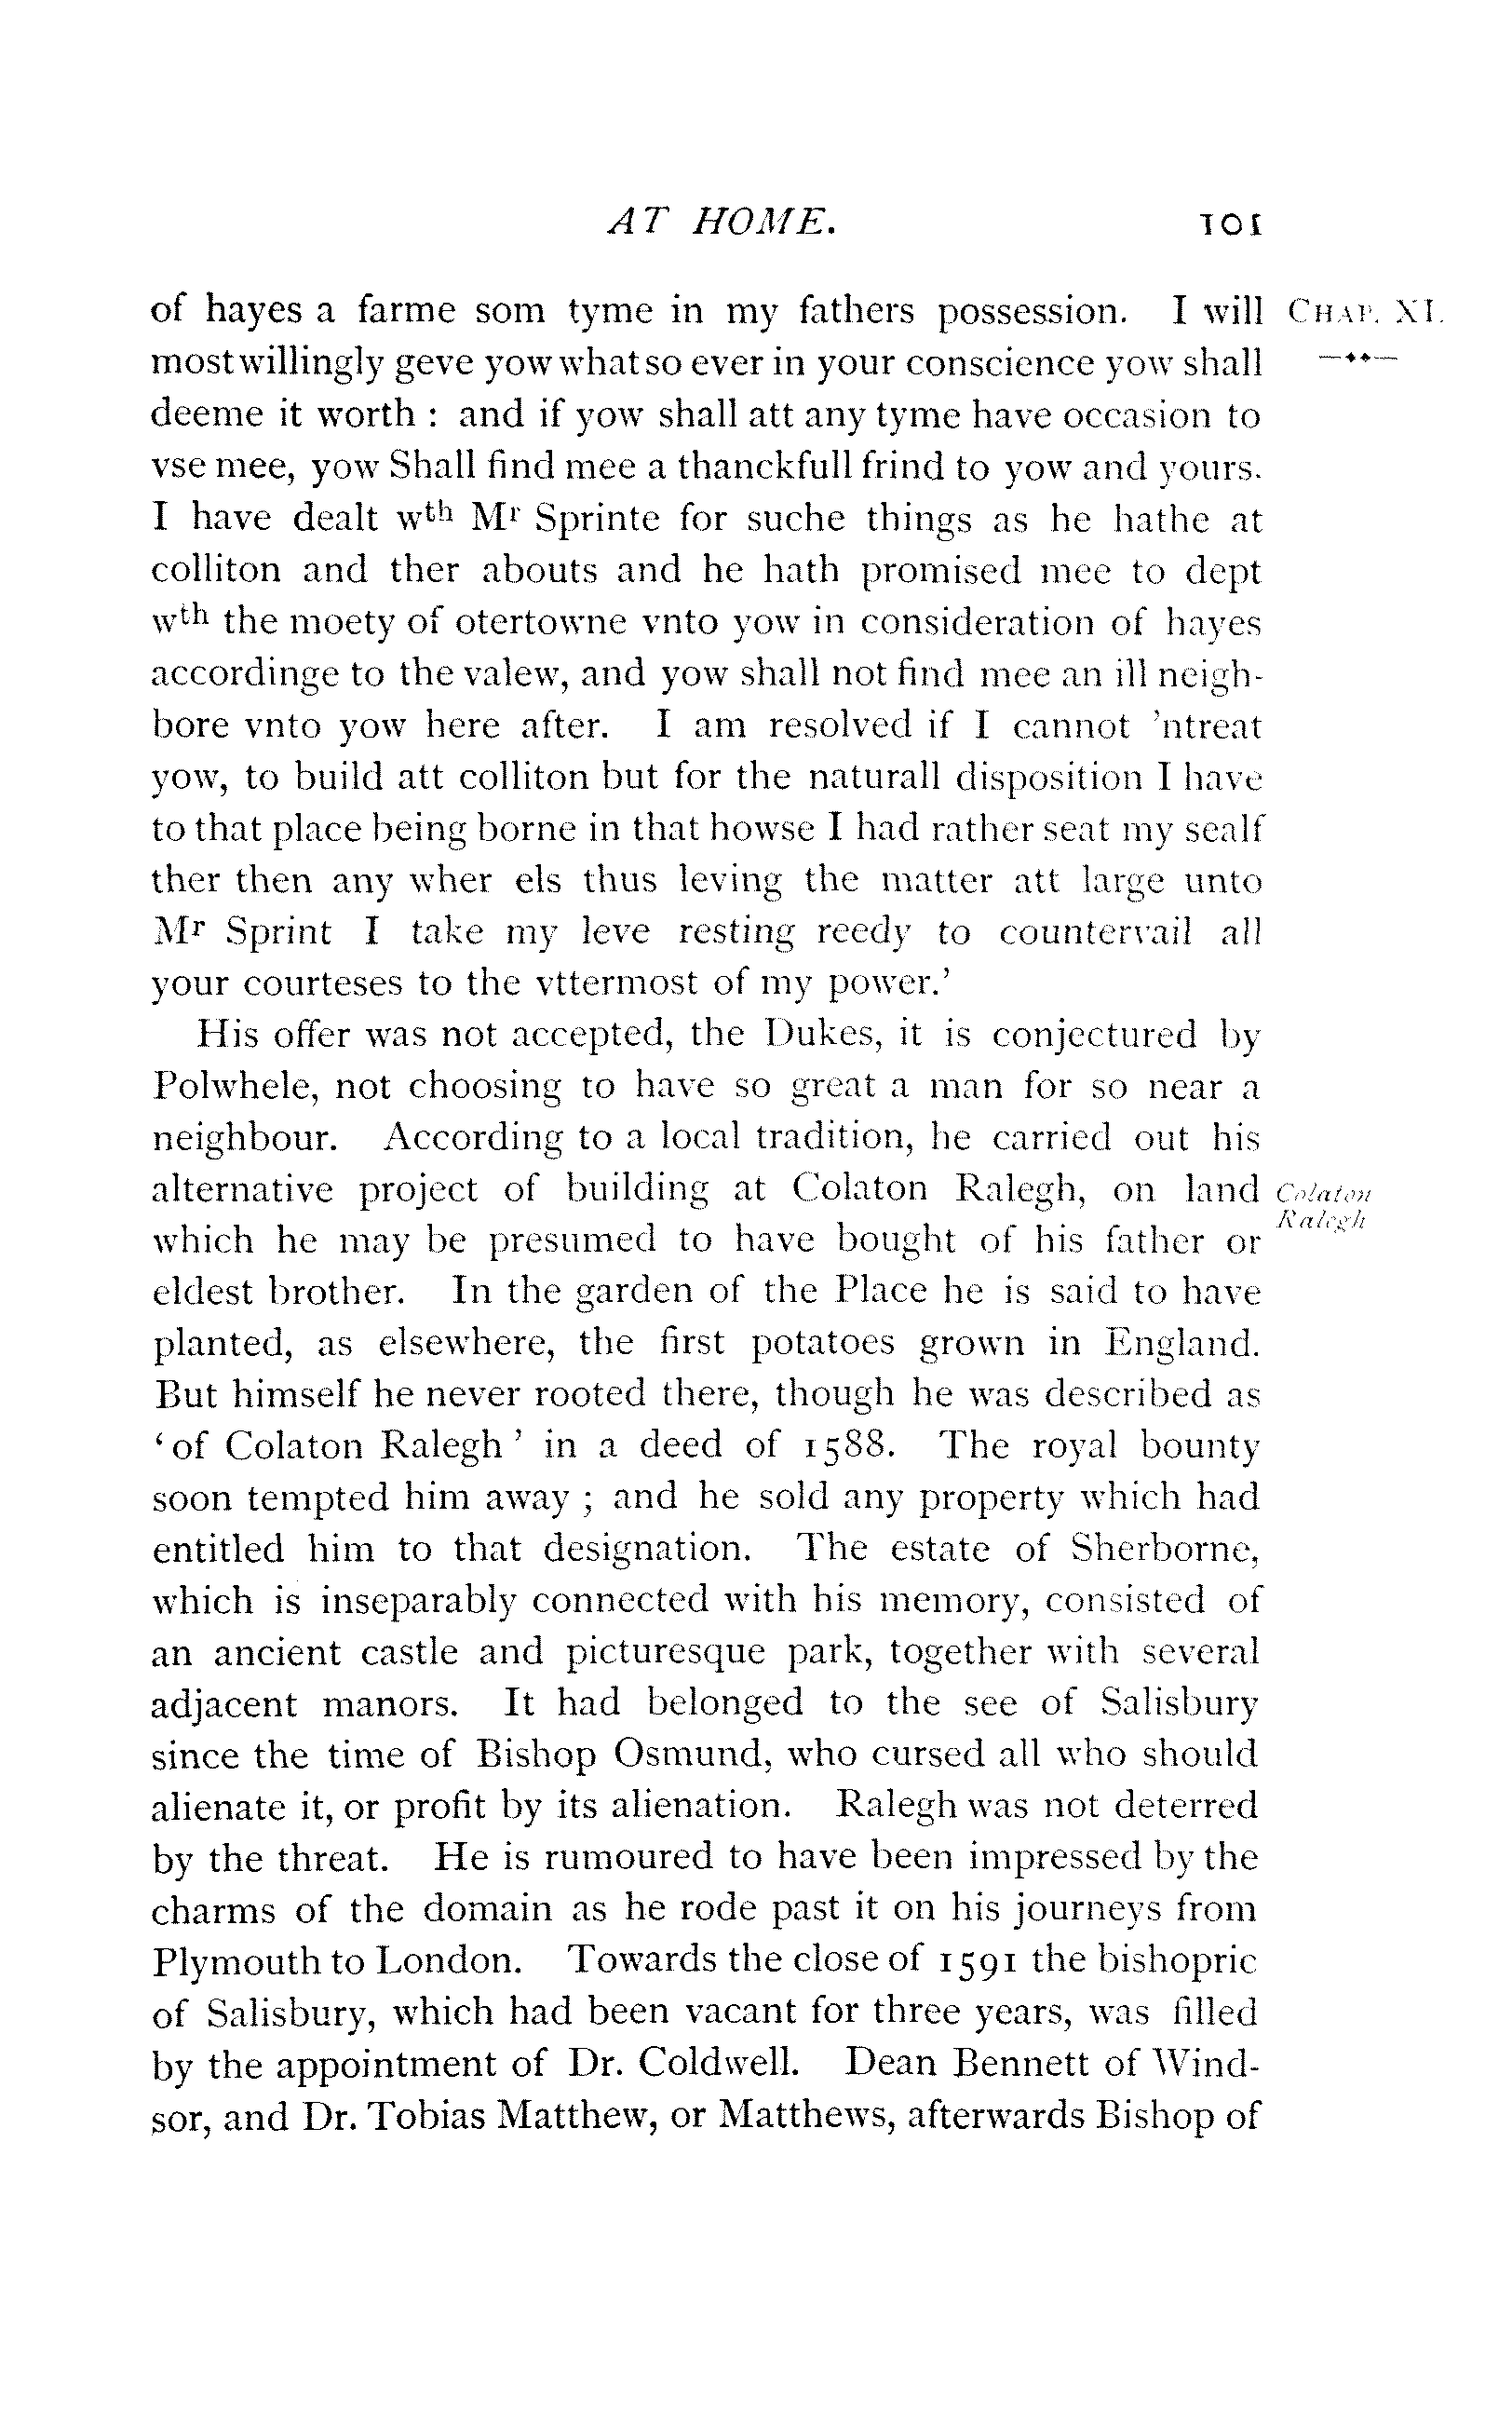 AT HOME. 101
of hayes a farme som tyme in my fathers possession. I will CHAP. XI.
most willingly geve yow what so ever in your conscience yow shall
deeme it worth : and if yow shall att any tyme have occasion to
vse mee, yow Shall find mee a thanckfull frind to yow and yours.
I have dealt wth Mr Sprinte for suche things as he hathe at
colliton and ther abouts and he hath promised mee to dept
wth the moety of otertowne vnto yow in consideration of hayes
accordinge to the valew, and yow shall not find mee an ill neigh-
bore vnto yow here after. I am resolved if I cannot 'ntreat
yow, to build att colliton but for the naturall disposition I have
to that place being borne in that howse I had rather seat my sealf
ther then any wher els thus leving the matter att large unto
Mr Sprint I take my leve resting reedy to countervail all
your courteses to the vttermost of my power.'
His offer was not accepted, the Dukes, it is conjectured by
Polwhele, not choosing to have so great a man for so near a
neighbour. According to a local tradition, he carried out his
alternative project of building at Colaton Ralegh, on land Colaton
which he may be presumed to have bought of his father or Ralegh
eldest brother. In the garden of the Place he is said to have
planted, as elsewhere, the first potatoes grown in England.
But himself he never rooted there, though he was described as
'of Colaton Ralegh' in a deed of 1588. The royal bounty
soon tempted him away ; and he sold any property which had
entitled him to that designation. The estate of Sherborne,
which is inseparably connected with his memory, consisted of
an ancient castle and picturesque park, together with several
adjacent manors. It had belonged to the see of Salisbury
since the time of Bishop Osmund, who cursed all who should
alienate it, or profit by its alienation. Ralegh was not deterred
by the threat. He is rumoured to have been impressed by the
charms of the domain as he rode past it on his journeys from
Plymouth to London. Towards the close of 1591 the bishopric
of Salisbury, which had been vacant for three years, was filled
by the appointment of Dr. Coldwell. Dean Bennett of Wind-
sor, and Dr. Tobias Matthew, or Matthews, afterwards Bishop of